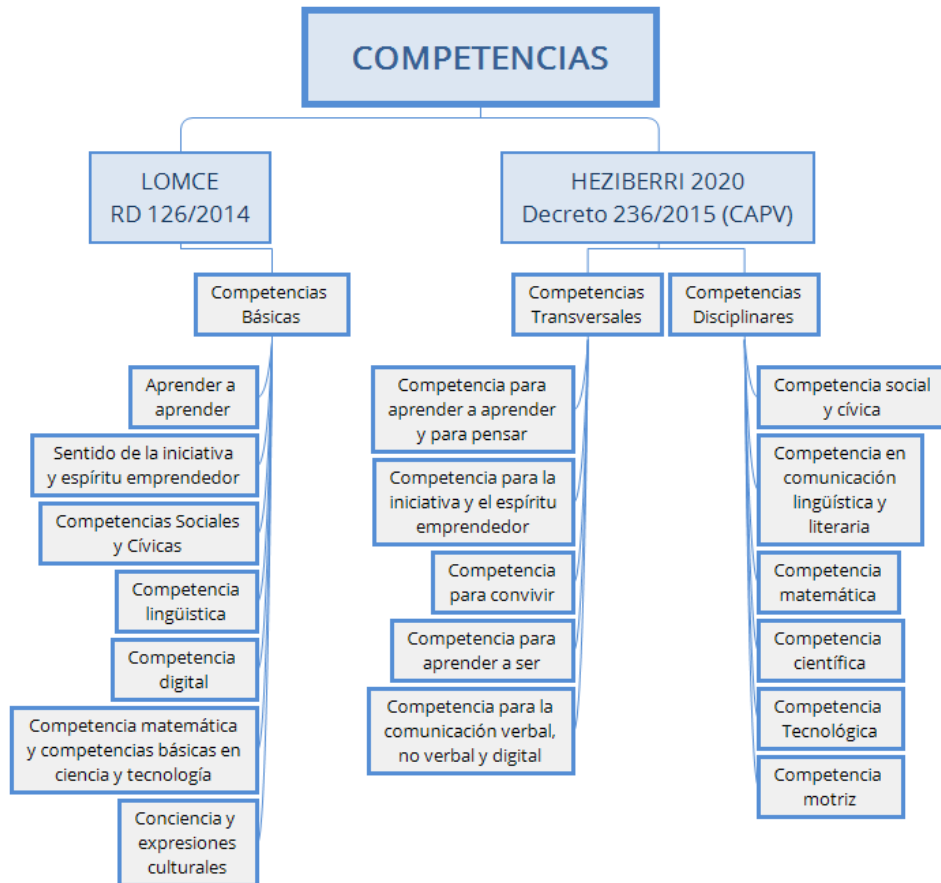 COMPETENCIAS
LOMCE
RD 126/2014
HEZIBERRI 2020
Decreto 236/2015 (CAPV)
Competencias
Básicas
Aprender a
aprender
Sentido de la iniciativa
y espíritu emprendedor
Competencias Sociales
y Cívicas
Competencia
lingüistica
Competencia
digital
Competencia matemática
y competencias básicas en
ciencia y tecnología
Conciencia y
expresiones
culturales
Competencias
Transversales
Competencia para
aprender a aprender
y para pensar
Competencia para la
iniciativa y el espíritu
emprendedor
Competencia
para convivir
Competencia para
aprender a ser
Competencia para la
comunicación verbal,
no verbal y digital
Competencias
Disciplinares
Competencia social
y cívica
Competencia en
comunicación
lingüística y
literaria
Competencia
matemática
Competencia
científica
Competencia
Tecnológica
Competencia
motriz